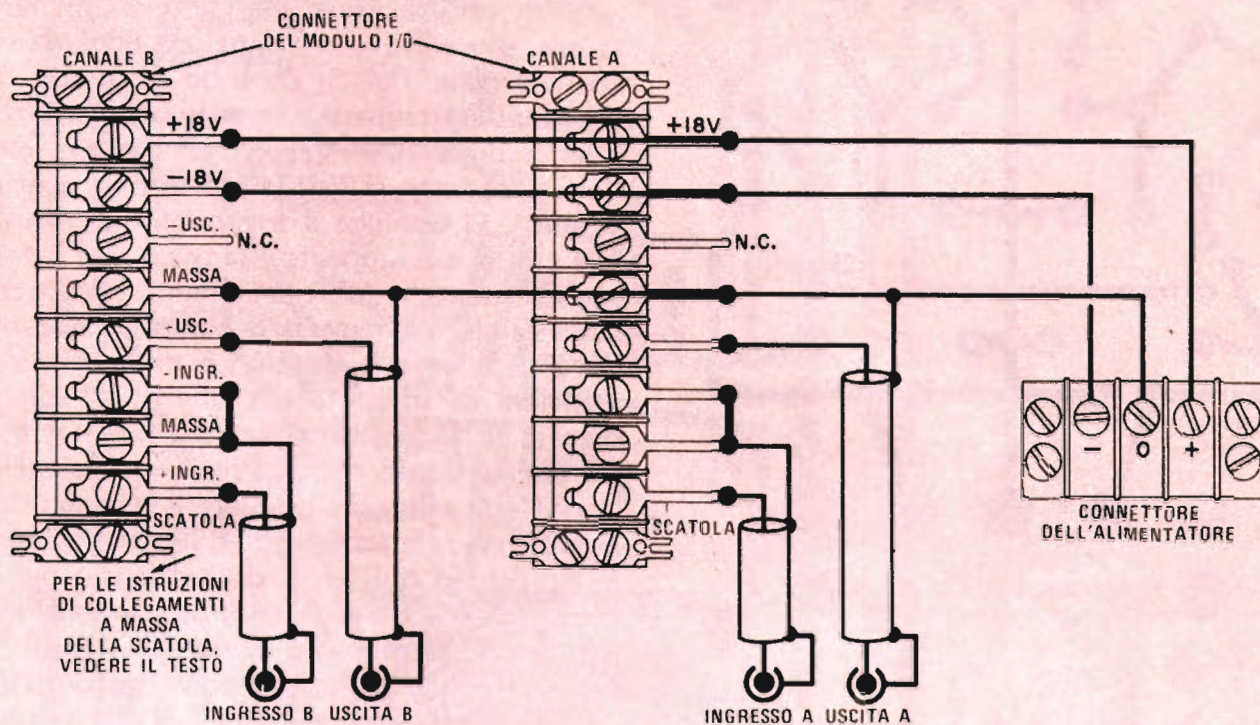 CONNETTORE
DEL MODULO I/O
CANALE B
CANALE A
+18V
-18V
-USC.
N.C.
MASSA
-USC.
-INGR.
MASSA
+INGR.
SCATOLA
+18V
N.C.
SCATOLA
- O +
CONNETTORE
DELL'ALIMENTATORE
PER LE ISTRUZIONI
DI COLLEGAMENTI
A MASSA
DELLA SCATOLA,
VEDERE IL TESTO
INGRESSO B USCITA B
INGRESSO A USCITA A